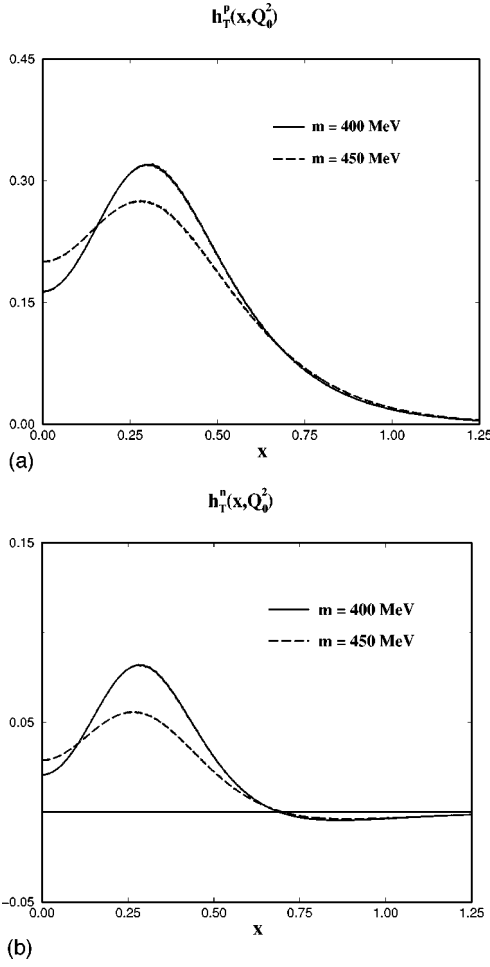 h_T^p(x,Q_0^2)
0.45
m = 400 MeV
m = 450 MeV
0.30
0.15
0.00
0.00 0.25 0.50 0.75 1.00 1.25
x
(a)
h_T^n(x,Q_0^2)
0.15
m = 400 MeV
m = 450 MeV
0.05
−0.05
0.00 0.25 0.50 0.75 1.00 1.25
x
(b)